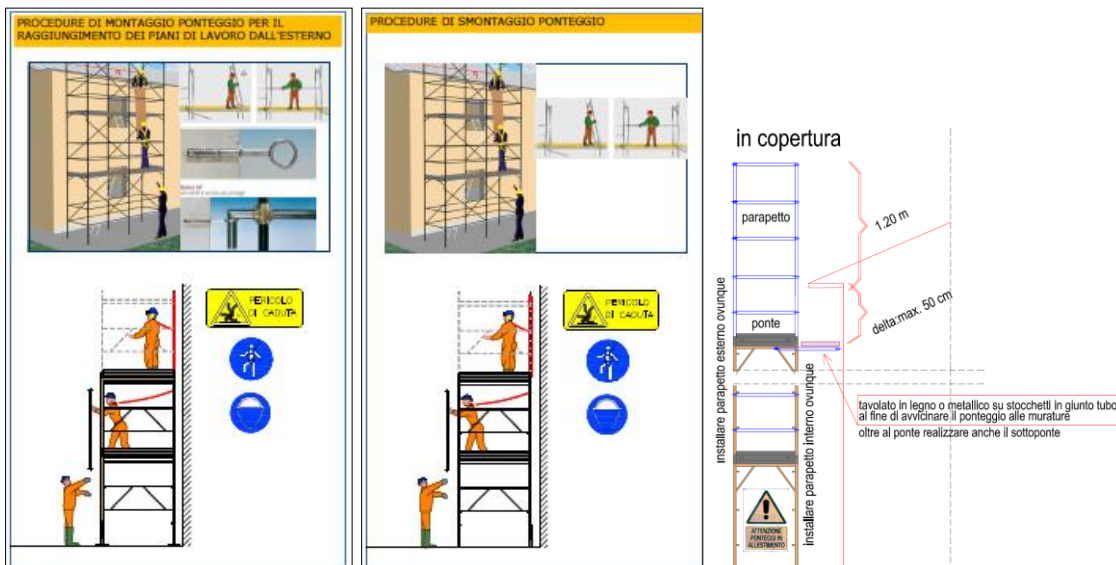 PROCEDURE DI MONTAGGIO PONTEGGIO PER IL
RAGGIUNGIMENTO DEI PIANI DI LAVORO DALL'ESTERNO
PERICOLO
DI CADUTA
PROCEDURE DI SMONTAGGIO PONTEGGIO
PERICOLO
DI CADUTA
in copertura
parapetto
1.20 m
delta:max. 50 cm
ponte
installare parapetto esterno ovunque
installare parapetto interno ovunque
tavolato in legno o metallico su stocchetti in giunto tubo
al fine di avvicinare il ponteggio alle murature
oltre al ponte realizzare anche il sottoponte
ATTENZIONE
PONTEGGI IN
ALLESTIMENTO